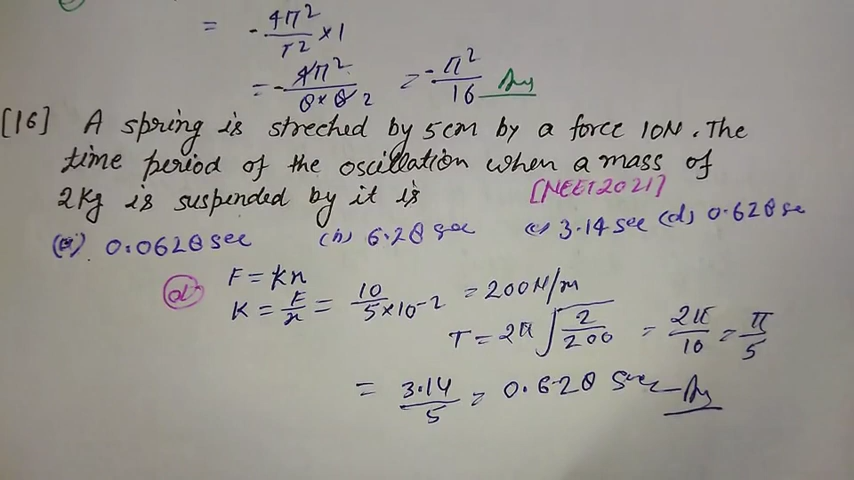 = - 4π²/T² × 1
= - 4π²/8×8 2 = -π²/16 Ans
[16] A spring is streched by 5cm by a force 10N. The
time period of the oscillation when a mass of
2Kg is suspended by it is [NEET2021]
(a) 0.0628 sec (b) 6.28 sec (c) 3.14 sec (d) 0.628 se
(d) F = kx
K = F/x = 10/5×10-2 = 200N/m
T = 2π√2/200 = 2π/10 = π/5
= 3.14/5 = 0.628 sec Ans